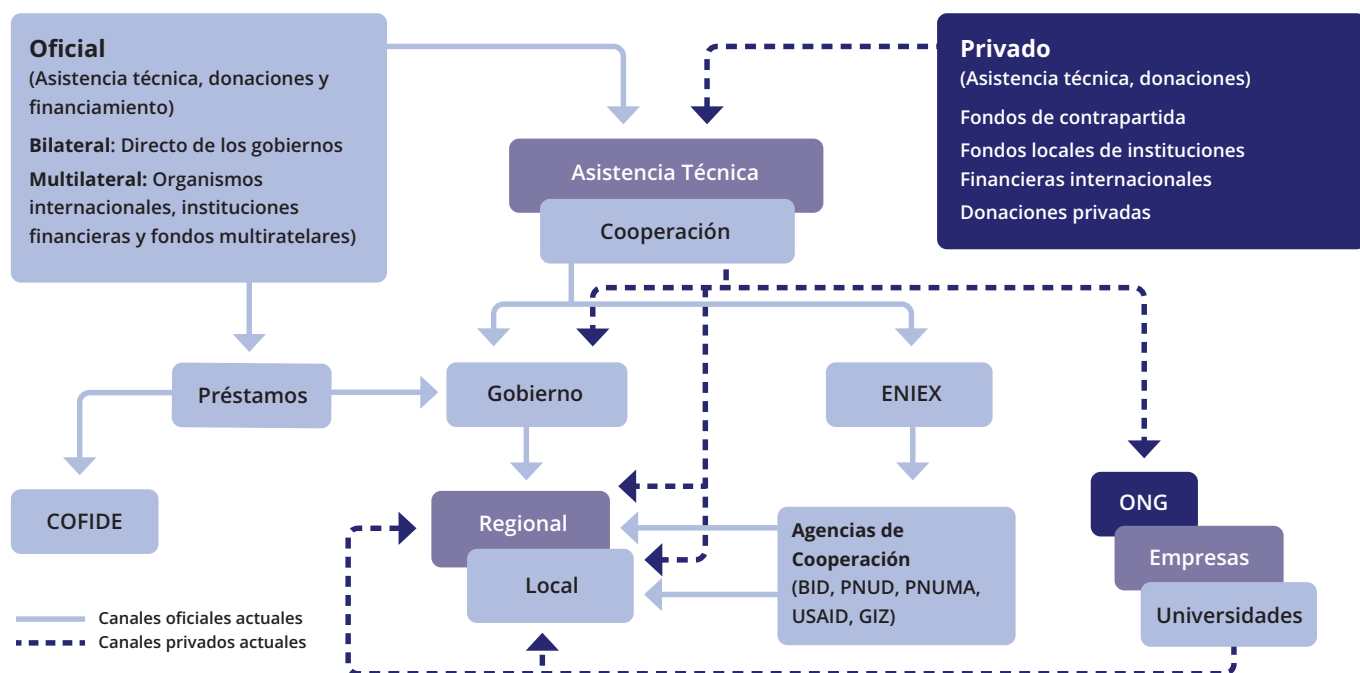 Oficial
(Asistencia técnica, donaciones y
financiamiento)
Bilateral: Directo de los gobiernos
Multilateral: Organismos
internacionales, instituciones
financieras y fondos multiratelares)
Privado
(Asistencia técnica, donaciones)
Fondos de contrapartida
Fondos locales de instituciones
Financieras internacionales
Donaciones privadas
Asistencia Técnica
Cooperación
Préstamos
Gobierno
ENIEX
COFIDE
Regional
Local
Agencias de
Cooperación
(BID, PNUD, PNUMA,
USAID, GIZ)
ONG
Empresas
Universidades
Canales oficiales actuales
Canales privados actuales